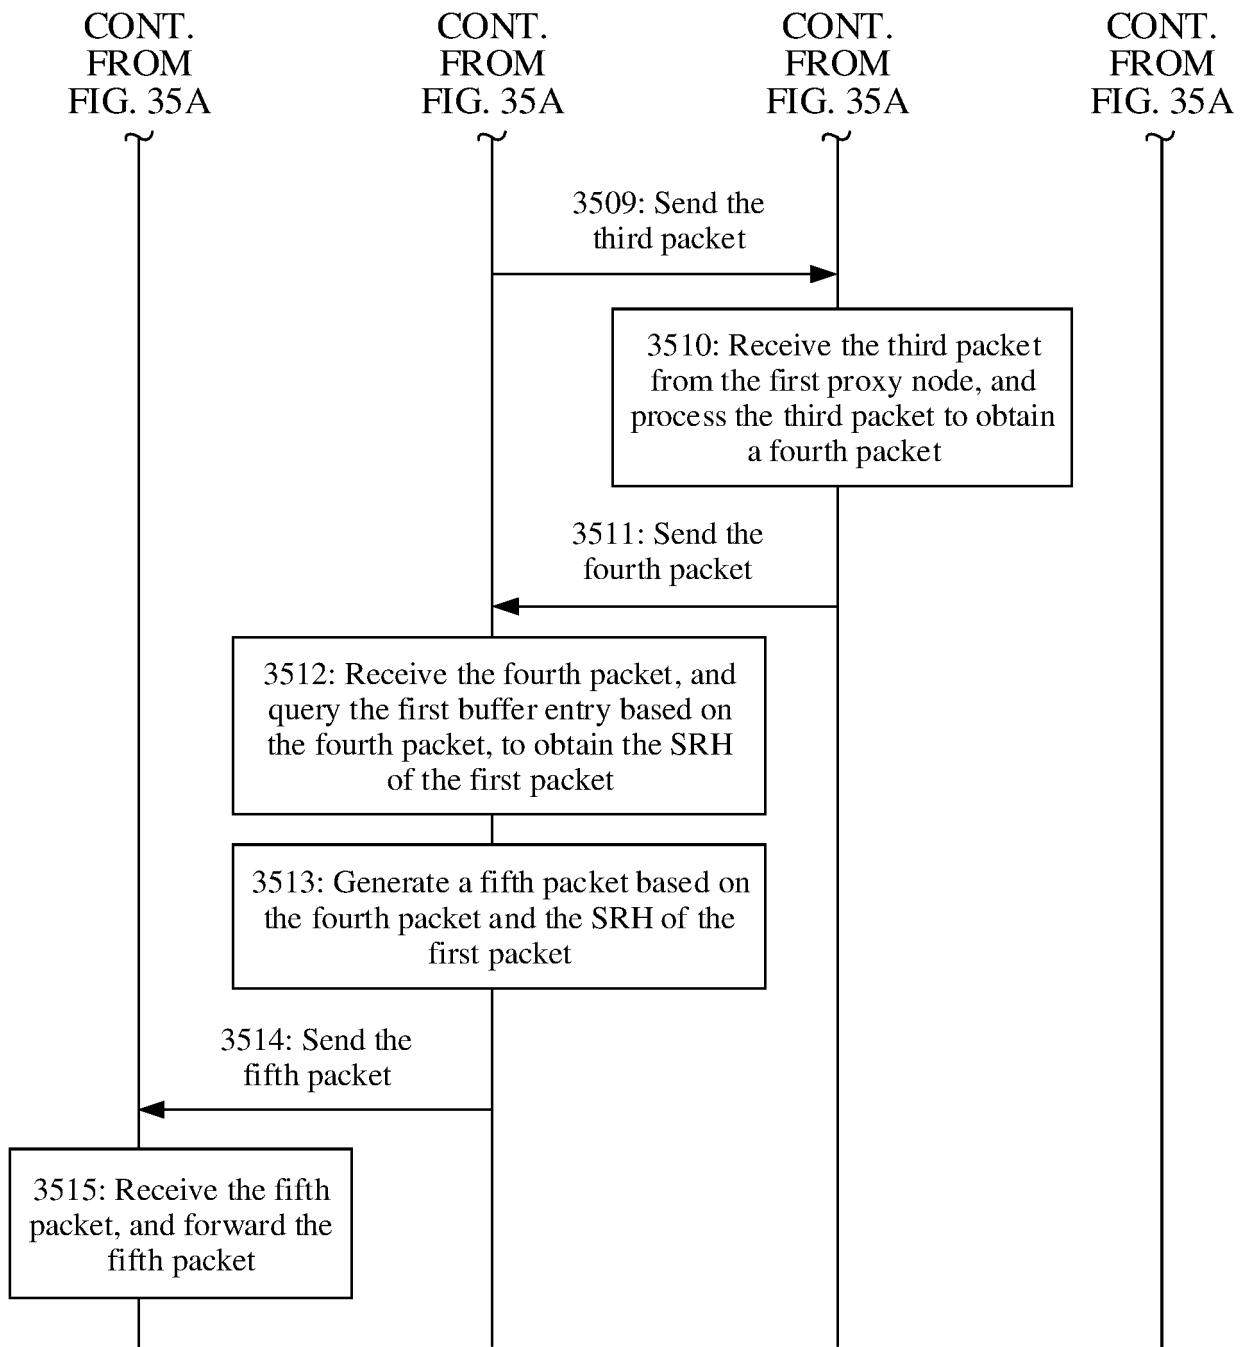 CONT.
FROM
FIG. 35A
CONT.
FROM
FIG. 35A
CONT.
FROM
FIG. 35A
CONT.
FROM
FIG. 35A
3509: Send the
third packet
3510: Receive the third packet
from the first proxy node, and
process the third packet to obtain
a fourth packet
3511: Send the
fourth packet
3512: Receive the fourth packet, and
query the first buffer entry based on
the fourth packet, to obtain the SRH
of the first packet
3513: Generate a fifth packet based on
the fourth packet and the SRH of the
first packet
3514: Send the
fifth packet
3515: Receive the fifth
packet, and forward the
fifth packet